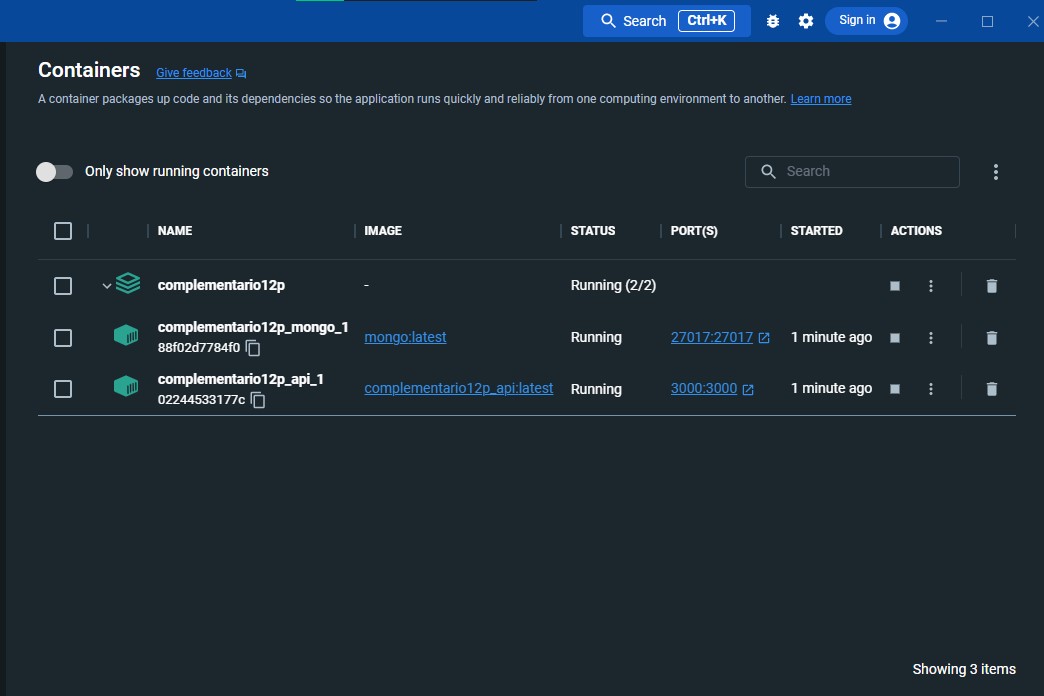 Search Ctrl+K Sign in
Containers Give feedback
A container packages up code and its dependencies so the application runs quickly and reliably from one computing environment to another. Learn more
Only show running containers Search
NAME IMAGE STATUS PORT(S) STARTED ACTIONS
complementario12p - Running (2/2)
complementario12p_mongo_1
88f02d7784f0 mongo:latest Running 27017:27017 1 minute ago
complementario12p_api_1
02244533177c complementario12p_api:latest Running 3000:3000 1 minute ago
Showing 3 items